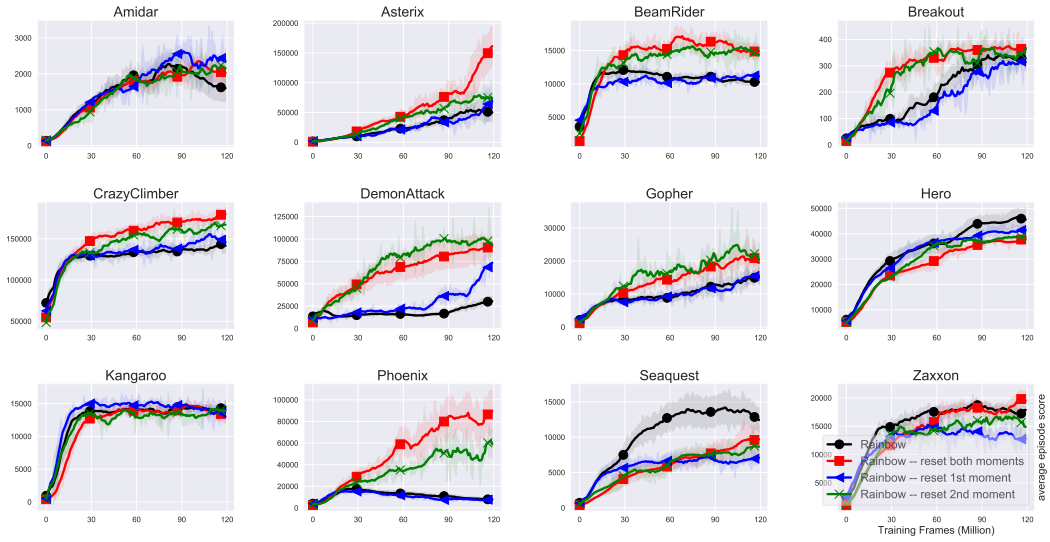 Amidar Asterix BeamRider Breakout
3000 2000 1000 0
0 30 60 90 120
200000 150000 100000 50000 0
0 30 60 90 120
15000 10000 5000
0 30 60 90 120
400 300 200 100 0
0 30 60 90 120
CrazyClimber DemonAttack Gopher Hero
150000 100000 50000
0 30 60 90 120
125000 100000 75000 50000 25000 0
0 30 60 90 120
30000 20000 10000 0
0 30 60 90 120
50000 40000 30000 20000 10000
0 30 60 90 120
Kangaroo Phoenix Seaquest Zaxxon
15000 10000 5000 0
0 30 60 90 120
100000 80000 60000 40000 20000 0
0 30 60 90 120
15000 10000 5000 0
0 30 60 90 120
20000 15000 10000 5000
Rainbow
Rainbow -- reset both moments
Rainbow -- reset 1st moment
Rainbow -- reset 2nd moment
0 30 60 90 120
Training Frames (Million)
average episode score